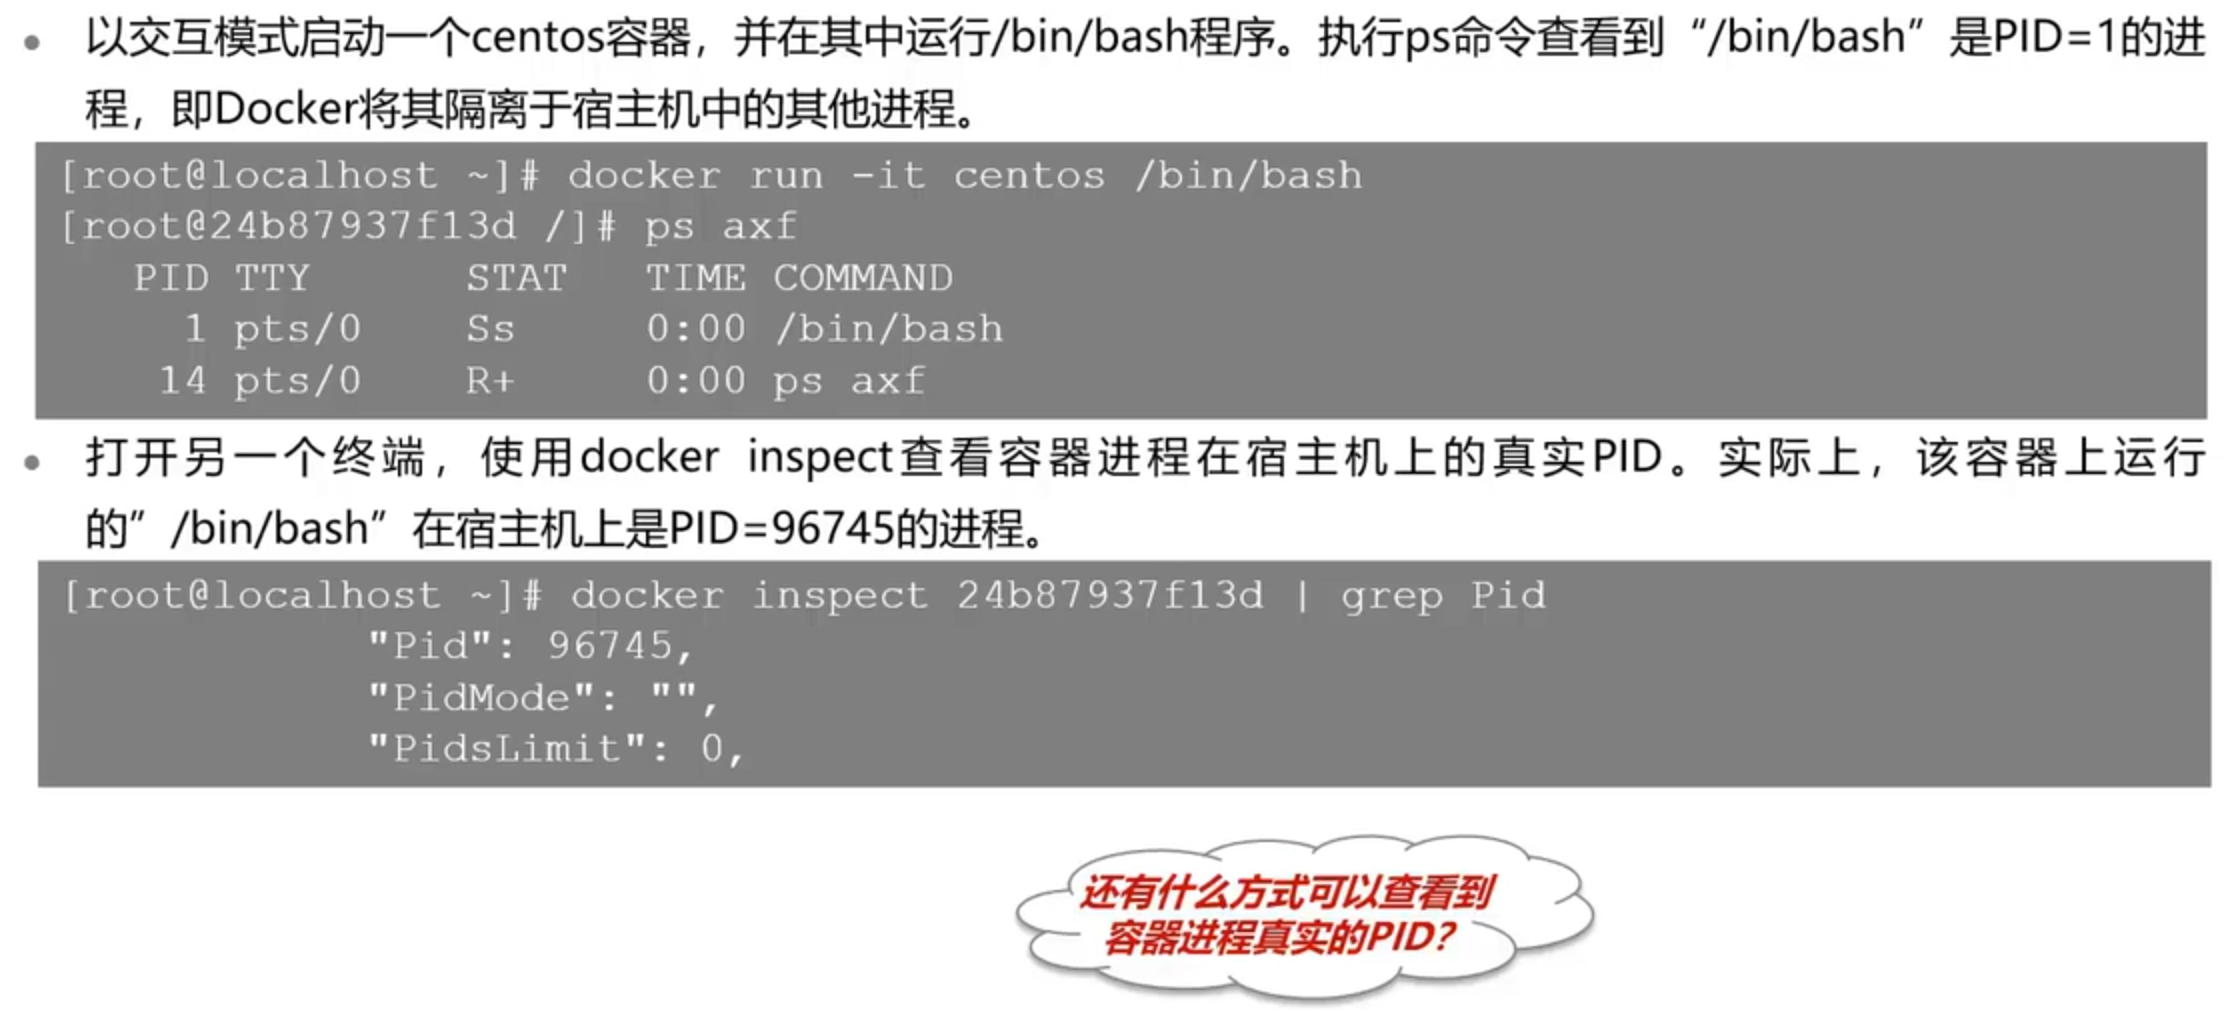 以交互模式启动一个centos容器，并在其中运行/bin/bash程序。执行ps命令查看到“/bin/bash”是PID=1的进
程，即Docker将其隔离于宿主机中的其他进程。
[root@localhost ~]# docker run -it centos /bin/bash
[root@24b87937f13d /]# ps axf
PID TTY STAT TIME COMMAND
1 pts/0 Ss 0:00 /bin/bash
14 pts/0 R+ 0:00 ps axf
打开另一个终端，使用docker inspect查看容器进程在宿主机上的真实PID。实际上，该容器上运行
的”/bin/bash”在宿主机上是PID=96745的进程。
[root@localhost ~]# docker inspect 24b87937f13d | grep Pid
"Pid": 96745,
"PidMode": "",
"PidsLimit": 0,
还有什么方式可以查看到
容器进程真实的PID？